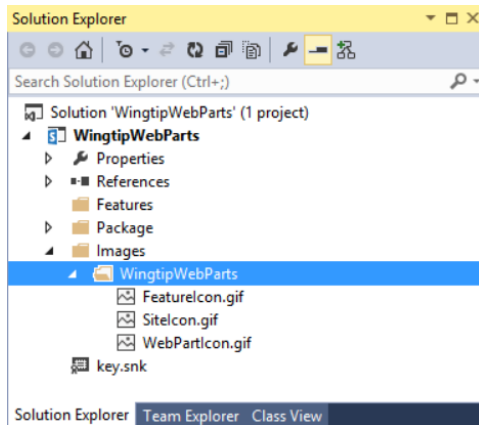 Solution Explorer
Search Solution Explorer (Ctrl+;)
Solution 'WingtipWebParts' (1 project)
WingtipWebParts
Properties
References
Features
Package
Images
WingtipWebParts
FeatureIcon.gif
SiteIcon.gif
WebPartIcon.gif
key.snk
Solution Explorer Team Explorer Class View